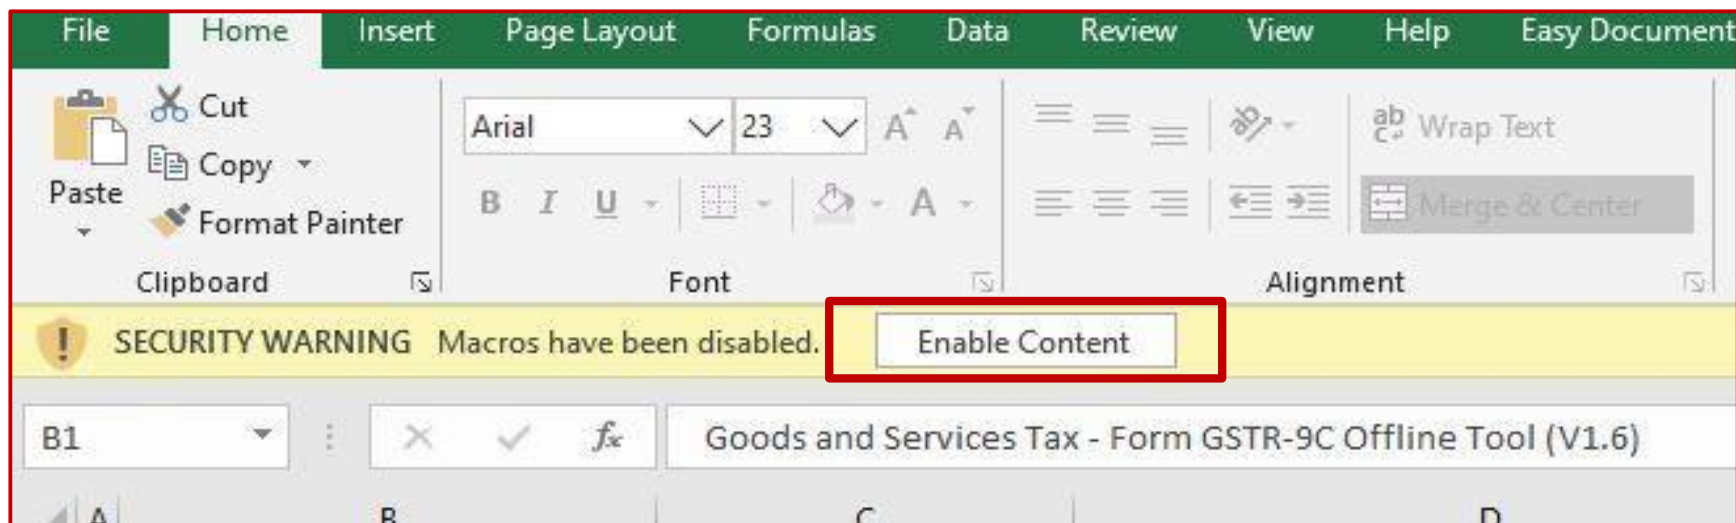 File Home Insert Page Layout Formulas Data Review View Help Easy Document
Cut
Copy
Paste
Format Painter
Clipboard
Arial 23 A A
B I U A
Font
ab Wrap Text
Merge & Center
Alignment
SECURITY WARNING Macros have been disabled. Enable Content
B1 fx Goods and Services Tax - Form GSTR-9C Offline Tool (V1.6)
A B C D